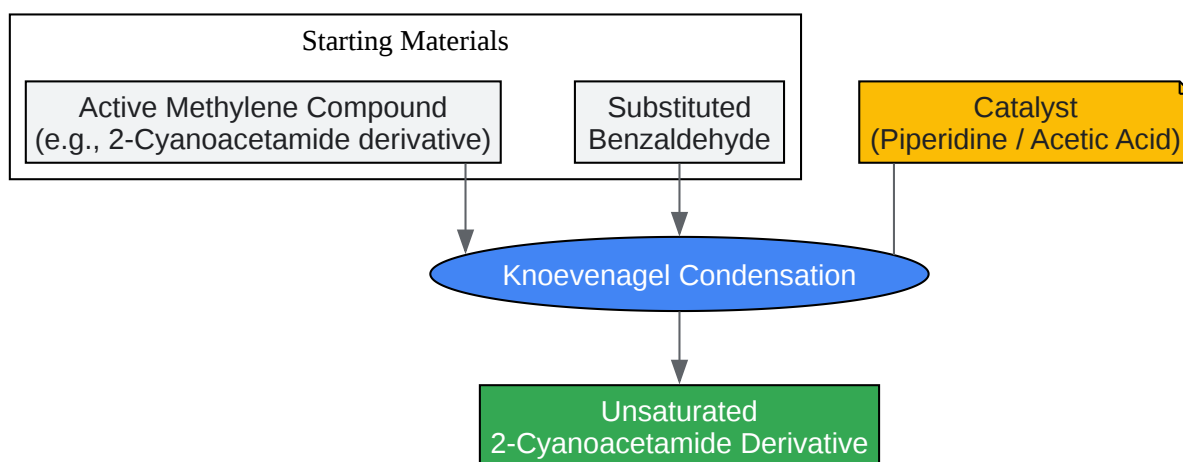 Starting Materials
Active Methylene Compound
(e.g., 2-Cyanoacetamide derivative)
Substituted
Benzaldehyde
Catalyst
(Piperidine / Acetic Acid)
Knoevenagel Condensation
Unsaturated
2-Cyanoacetamide Derivative